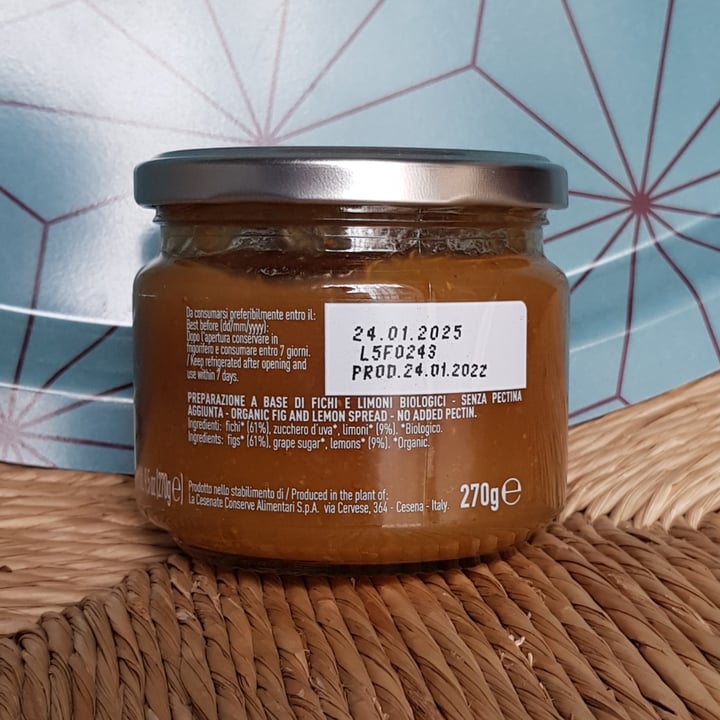 Da consumarsi preferibilmente entro il:
Best before (dd/mm/yyyy):
Dopo l'apertura conservare in
frigorifero e consumare entro 7 giorni.
/ Keep refrigerated after opening and
use within 7 days.
24.01.2025
L5F0243
PROD.24.01.2022
PREPARAZIONE A BASE DI FICHI E LIMONI BIOLOGICI - SENZA PECTINA
AGGIUNTA - ORGANIC FIG AND LEMON SPREAD - NO ADDED PECTIN.
Ingredienti: fichi* (61%), zucchero d'uva*, limoni* (9%). *Biologico.
Ingredients: figs* (61%), grape sugar*, lemons* (9%). *Organic.
oz (270g ℮)
Prodotto nello stabilimento di / Produced in the plant of:
La Cesenate Conserve Alimentari S.p.A. via Cervese, 364 - Cesena - Italy.
270g ℮